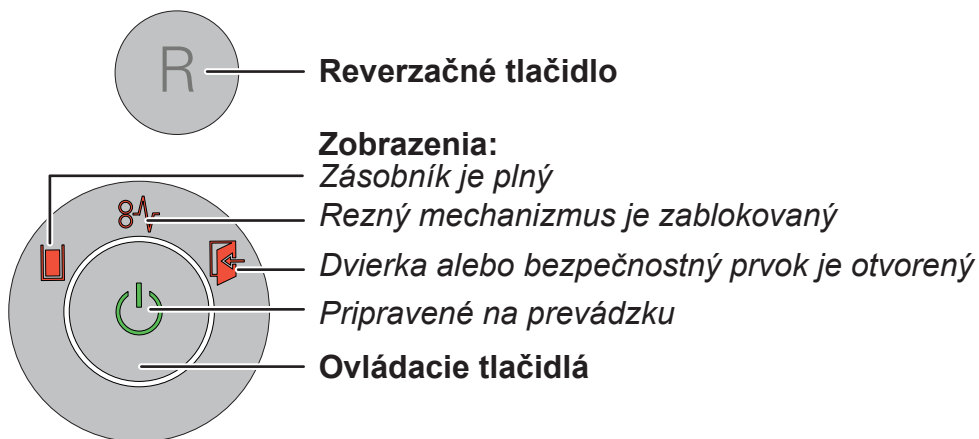 R
Reverzačné tlačidlo
Zobrazenia:
Zásobník je plný
Rezný mechanizmus je zablokovaný
Dvierka alebo bezpečnostný prvok je otvorený
Pripravené na prevádzku
Ovládacie tlačidlá